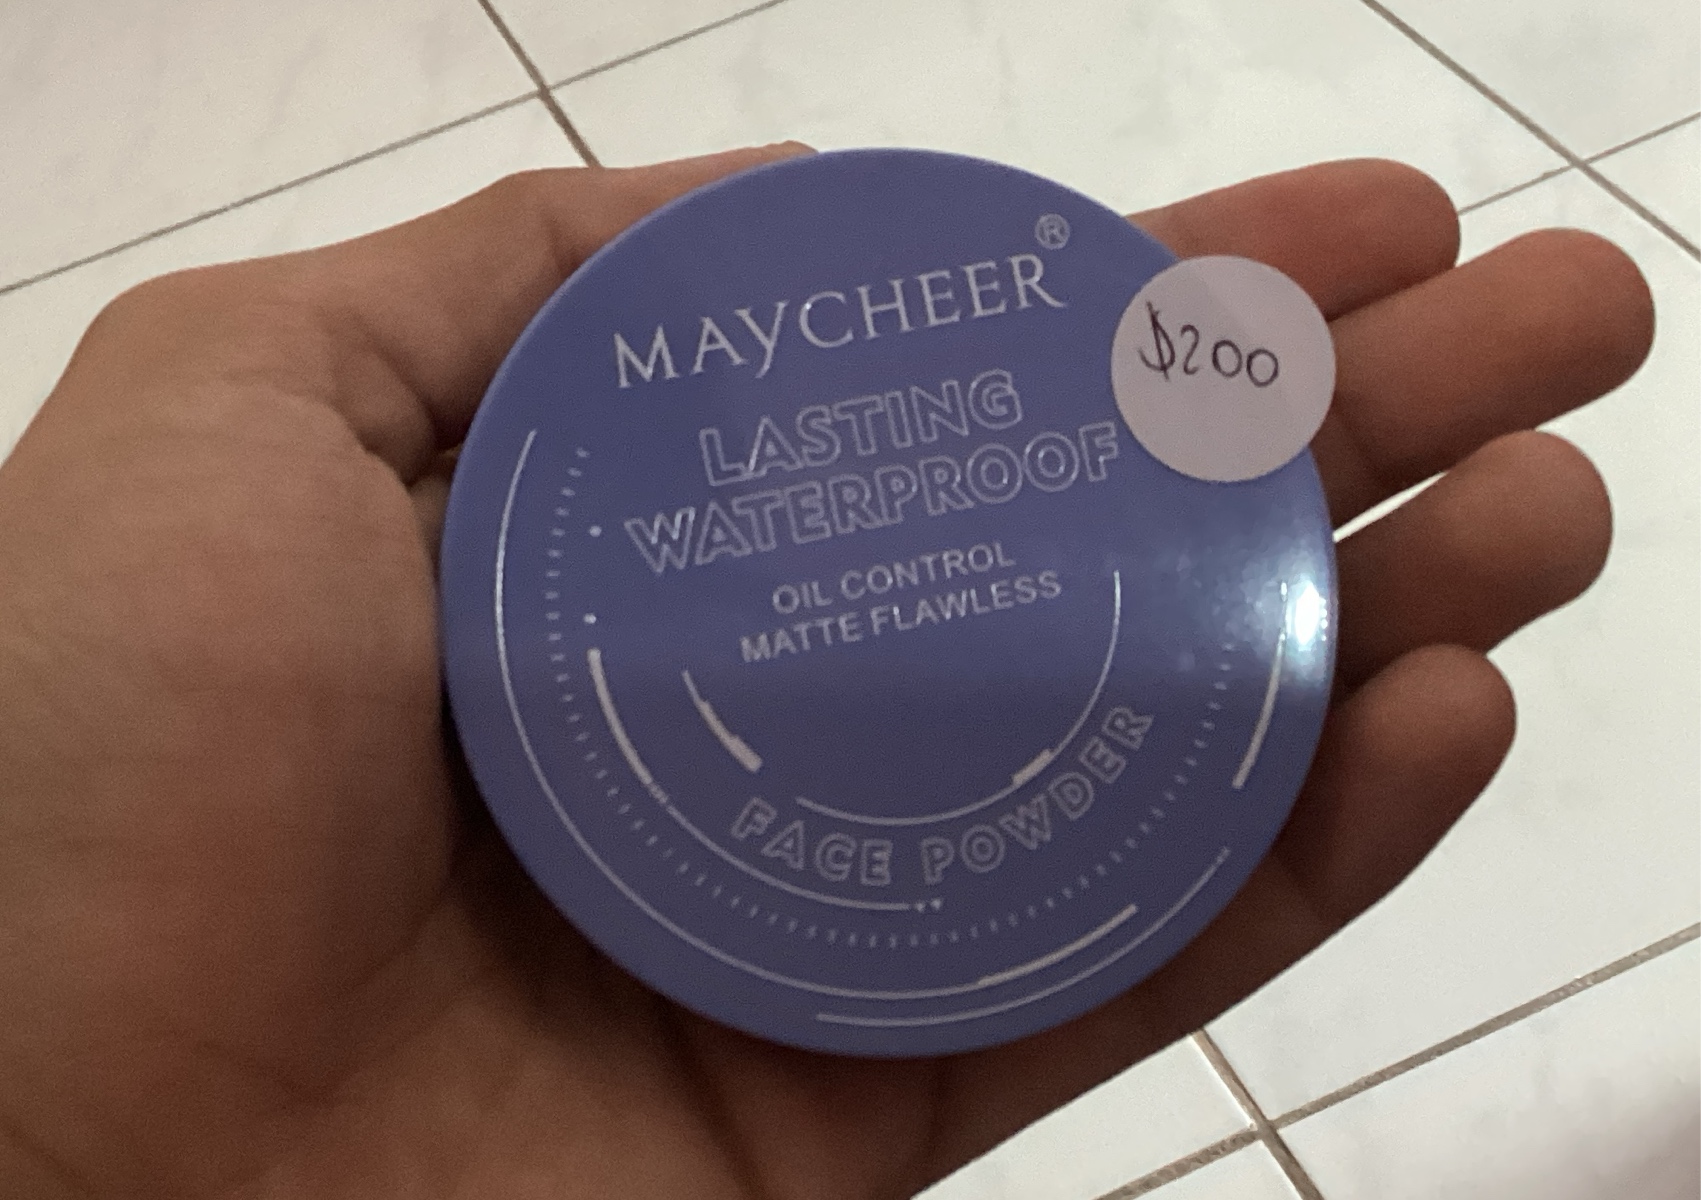 MAYCHEER®
$200
LASTING
WATERPROOF
OIL CONTROL
MATTE FLAWLESS
FACE POWDER